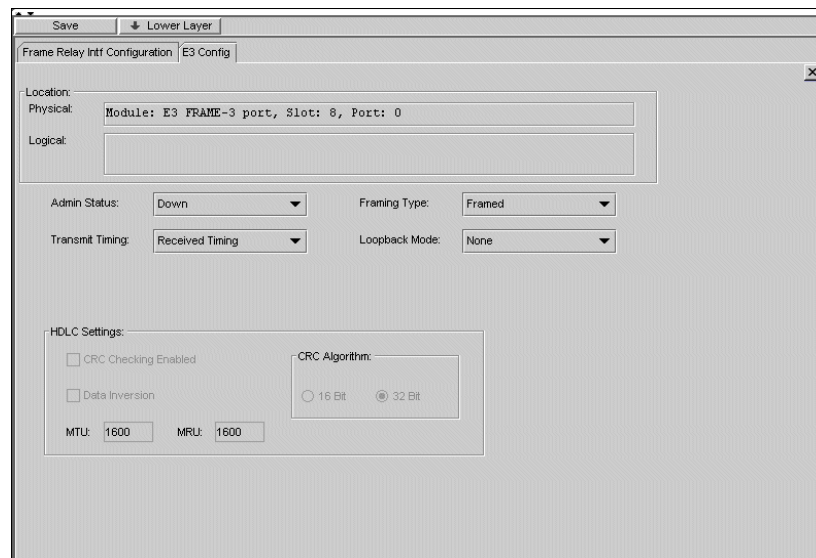 Save Lower Layer
Frame Relay Intf Configuration E3 Config
Location:
Physical: Module: E3 FRAME-3 port, Slot: 8, Port: 0
Logical:
Admin Status: Down Framing Type: Framed
Transmit Timing: Received Timing Loopback Mode: None
HDLC Settings:
CRC Checking Enabled CRC Algorithm:
Data Inversion 16 Bit 32 Bit
MTU: 1600 MRU: 1600